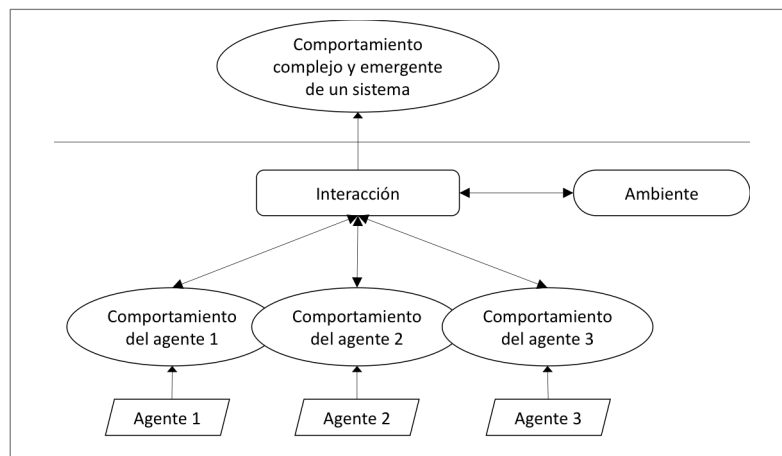 Comportamiento
complejo y emergente
de un sistema
Interacción
Ambiente
Comportamiento
del agente 1
Comportamiento
del agente 2
Comportamiento
del agente 3
Agente 1
Agente 2
Agente 3